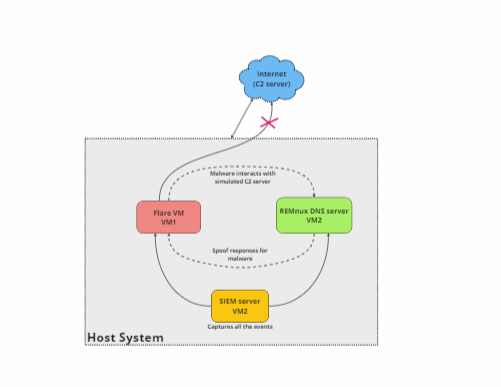 Internet
(C2 server)
Malware interacts with
simulated C2 server
Flare VM
VM1
REMnux DNS server
VM2
Spoof responses for
malware
SIEM server
VM2
Captures all the events
Host System